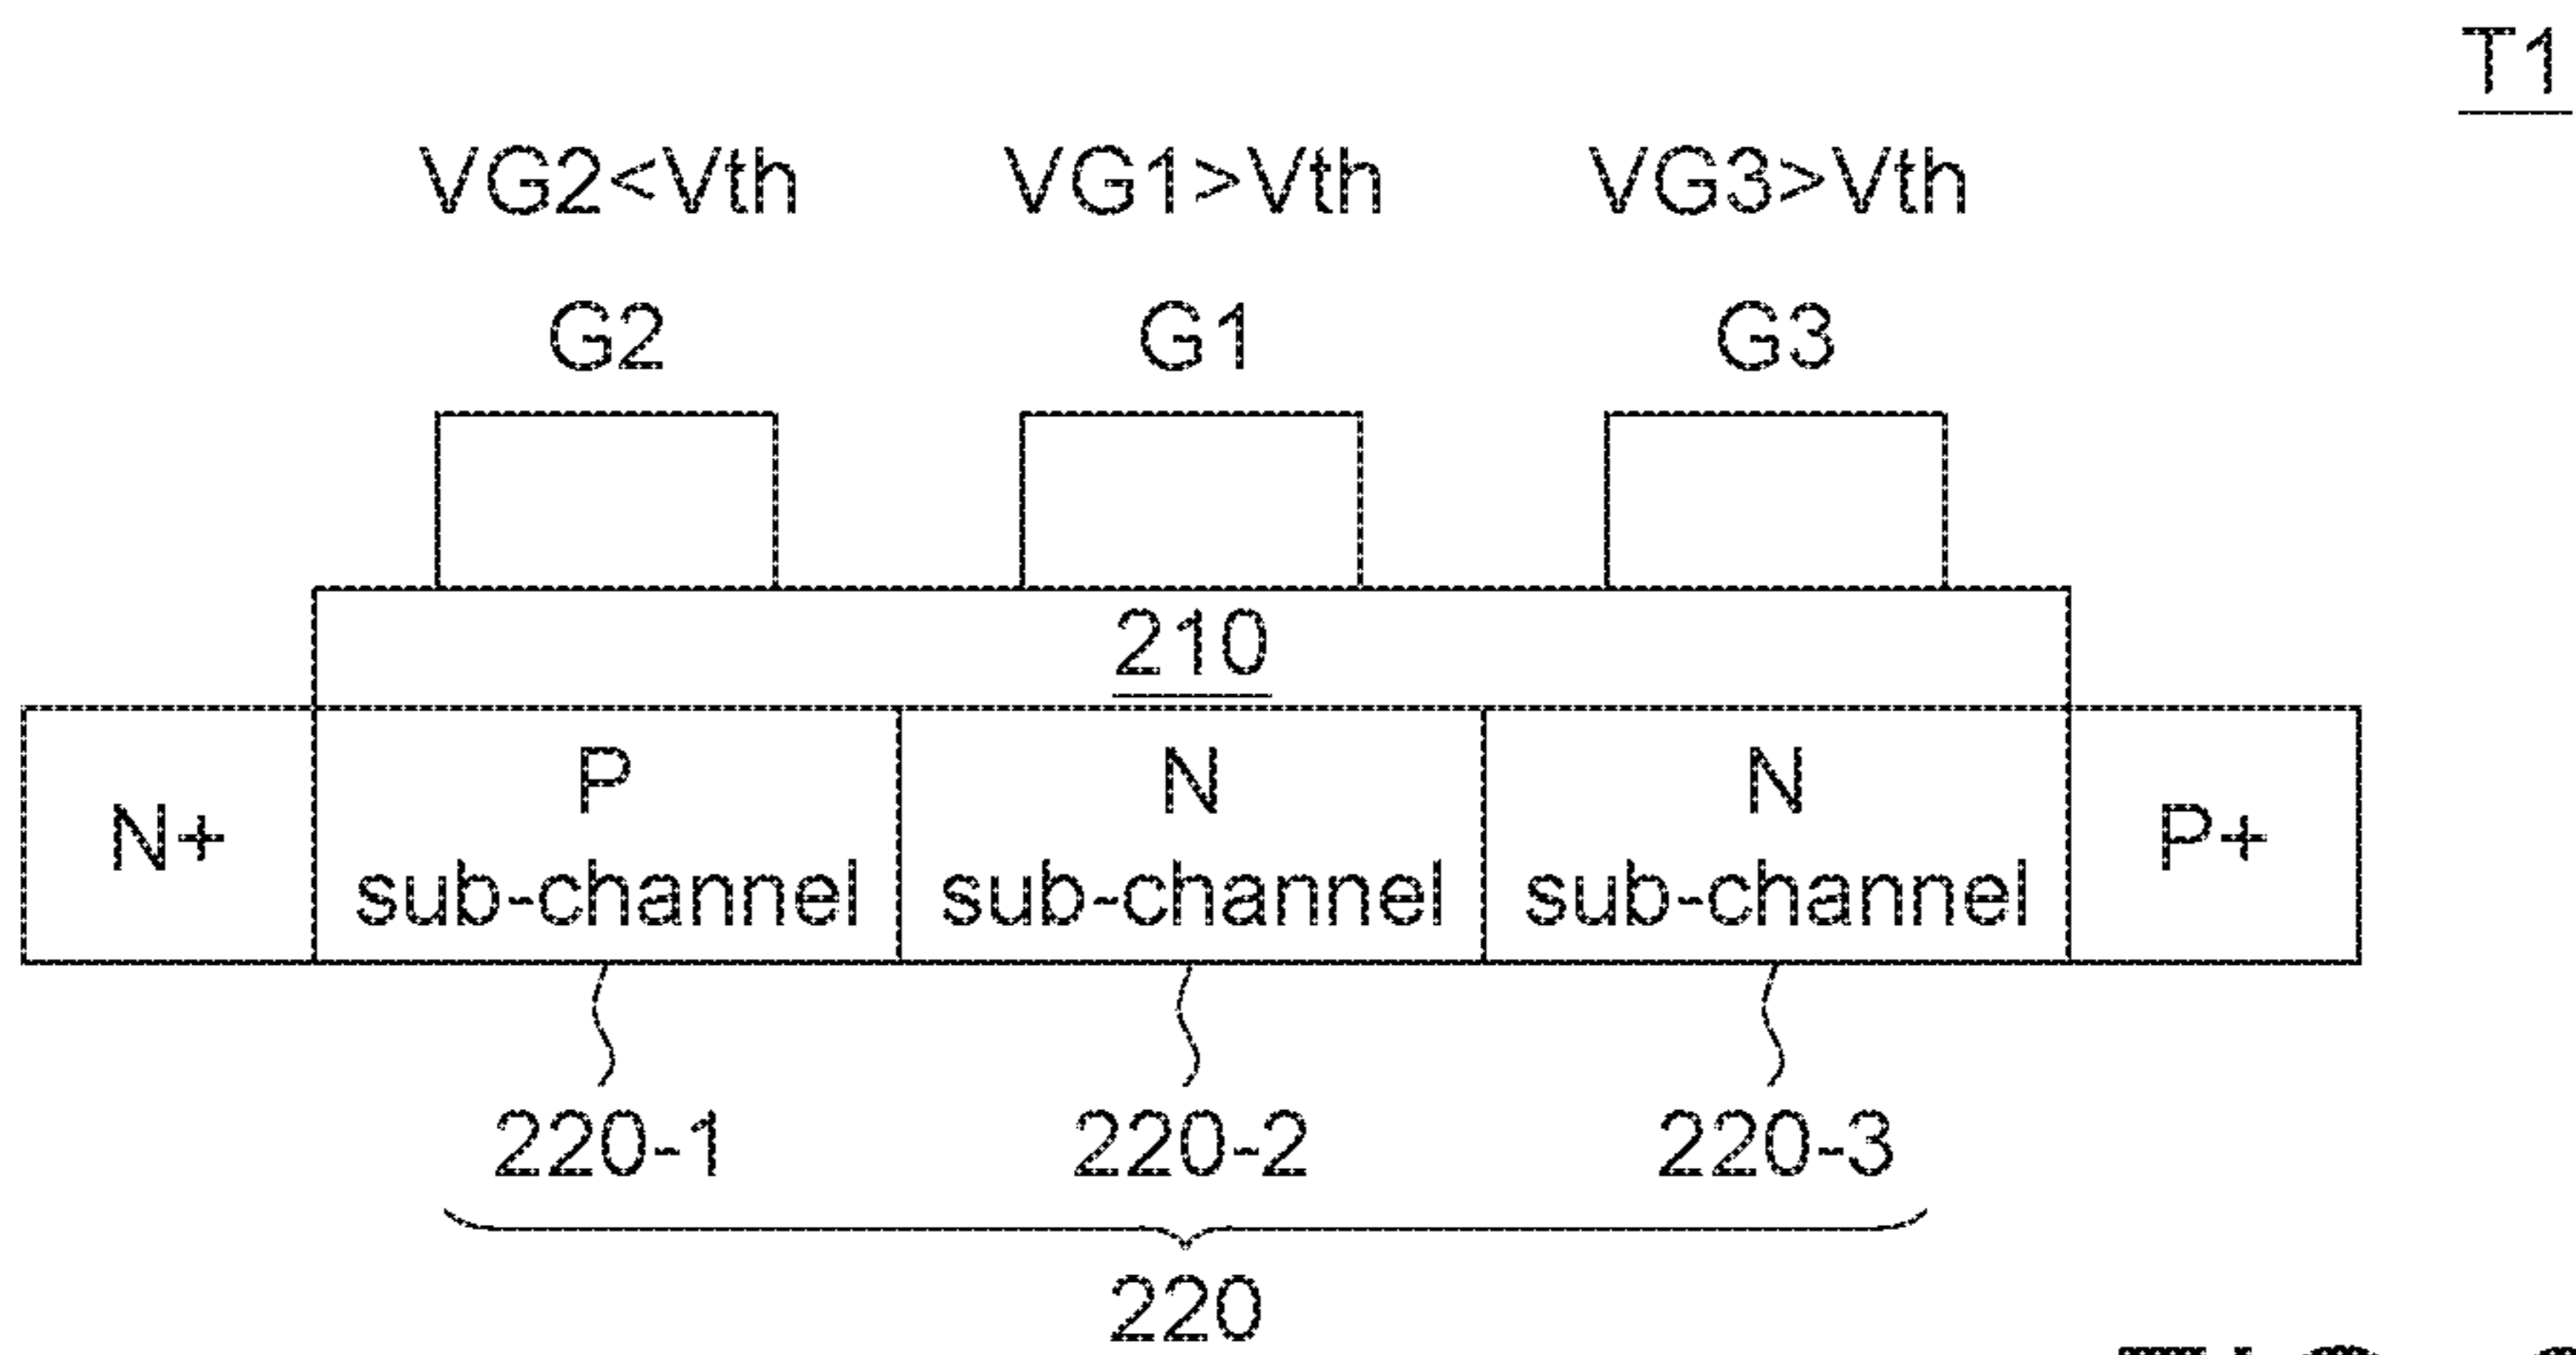 T1
VG2<Vth VG1>Vth VG3>Vth
G2 G1 G3
210
N+ P sub-channel N sub-channel N sub-channel P+
220-1 220-2 220-3
220